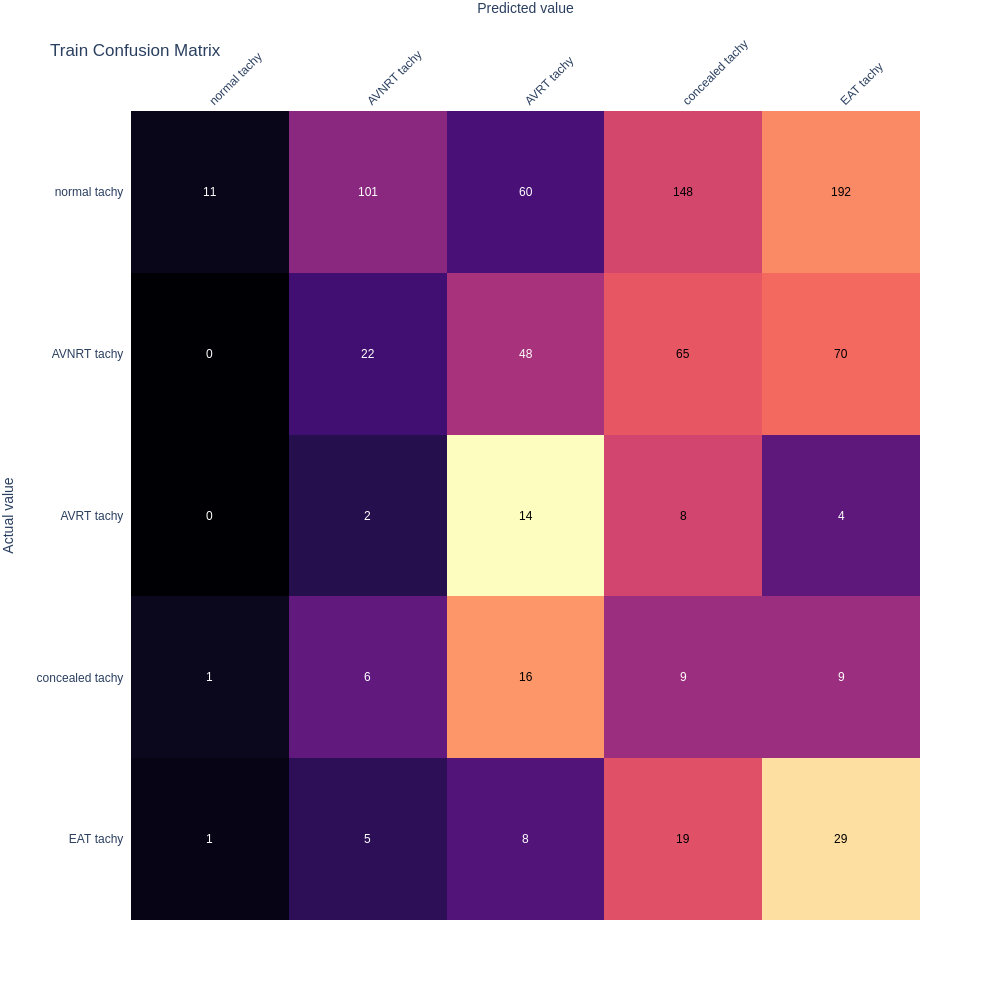 Predicted value
Train Confusion Matrix
normal tachy AVNRT tachy AVRT tachy concealed tachy EAT tachy
normal tachy 11 101 60 148 192
AVNRT tachy 0 22 48 65 70
Actual value
AVRT tachy 0 2 14 8 4
concealed tachy 1 6 16 9 9
EAT tachy 1 5 8 19 29